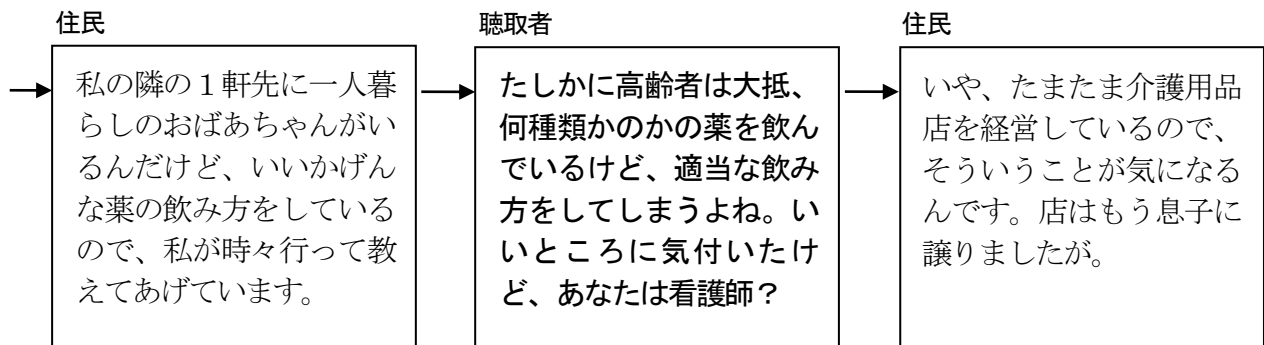 住民
私の隣の1軒先に一人暮
らしのおばあちゃんがい
るんだけど、いいかげん
な薬の飲み方をしている
ので、私が時々行って教
えてあげています。
聴取者
たしかに高齢者は大抵、
何種類かのかの薬を飲ん
でいるけど、適当な飲み
方をしてしまうよね。い
いところに気付いたけ
ど、あなたは看護師？
住民
いや、たまたま介護用品
店を経営しているので、
そういうことが気になる
んです。店はもう息子に
譲りましたが。